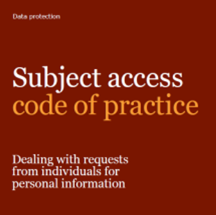 Data protection
Subject access
code of practice
Dealing with requests
from individuals for
personal information